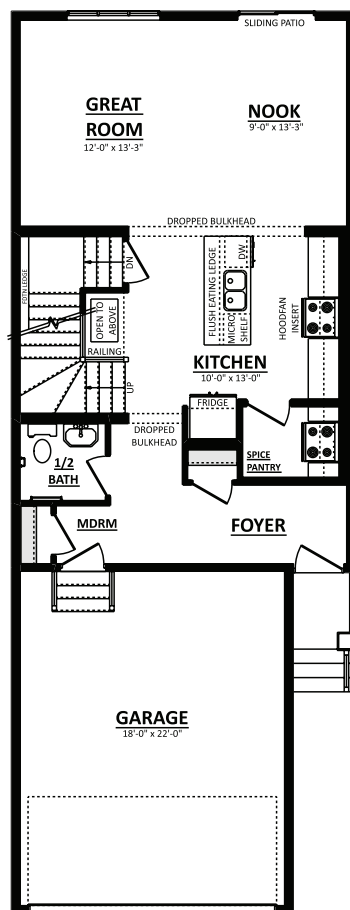 SLIDING PATIO
GREAT
ROOM
12'-0" x 13'-3"
NOOK
9'-0" x 13'-3"
DROPPED BULKHEAD
FDTN LEDGE
DN
OPEN TO
ABOVE
RAILING
UP
FLUSH EATING LEDGE
MICRO
SHELF
DW
HOODFAN
INSERT
KITCHEN
10'-0" x 13'-0"
FRIDGE
DROPPED
BULKHEAD
SPICE
PANTRY
1/2
BATH
MDRM
FOYER
GARAGE
18'-0" x 22'-0"